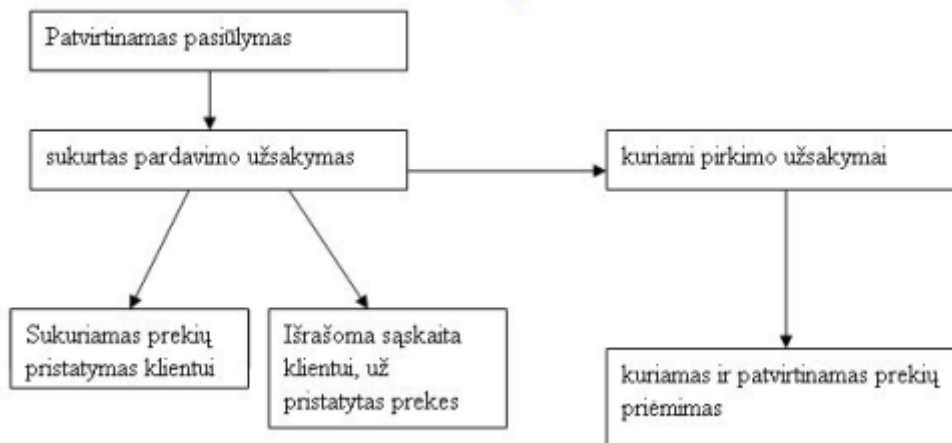 Patvirtinamas pasiūlymas
sukurtas pardavimo užsakymas
kuriami pirkimo užsakymai
Sukuriamas prekių
pristatymas klientui
Išrašoma sąskaita
klientui, už
pristatytas prekes
kuriamas ir patvirtinamas prekių
priėmimas